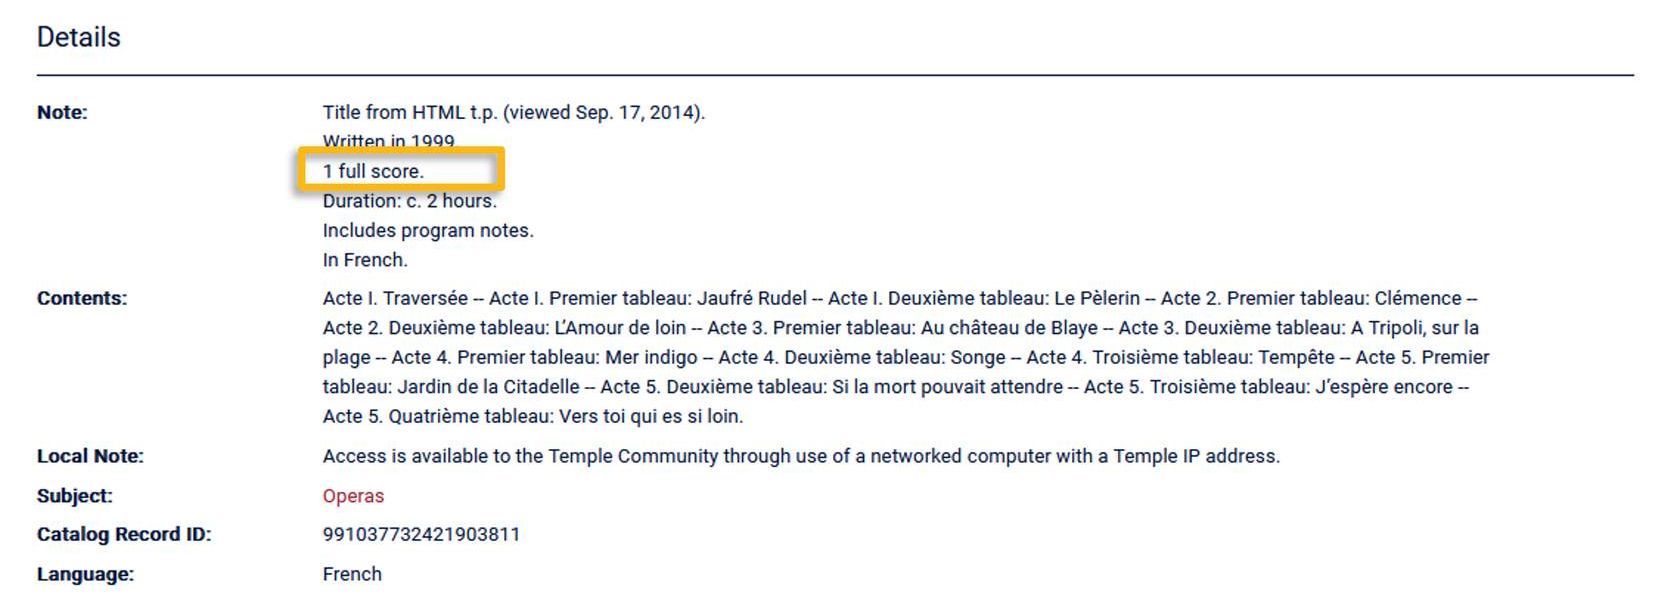 Details
Note: Title from HTML t.p. (viewed Sep. 17, 2014).
Written in 1999
1 full score.
Duration: c. 2 hours.
Includes program notes.
In French.
Contents: Acte I. Traversée -- Acte I. Premier tableau: Jaufré Rudel -- Acte I. Deuxième tableau: Le Pèlerin -- Acte 2. Premier tableau: Clémence --
Acte 2. Deuxième tableau: L’Amour de loin -- Acte 3. Premier tableau: Au château de Blaye -- Acte 3. Deuxième tableau: A Tripoli, sur la
plage -- Acte 4. Premier tableau: Mer indigo -- Acte 4. Deuxième tableau: Songe -- Acte 4. Troisième tableau: Tempête -- Acte 5. Premier
tableau: Jardin de la Citadelle -- Acte 5. Deuxième tableau: Si la mort pouvait attendre -- Acte 5. Troisième tableau: J’espère encore --
Acte 5. Quatrième tableau: Vers toi qui es si loin.
Local Note: Access is available to the Temple Community through use of a networked computer with a Temple IP address.
Subject: Operas
Catalog Record ID: 991037732421903811
Language: French